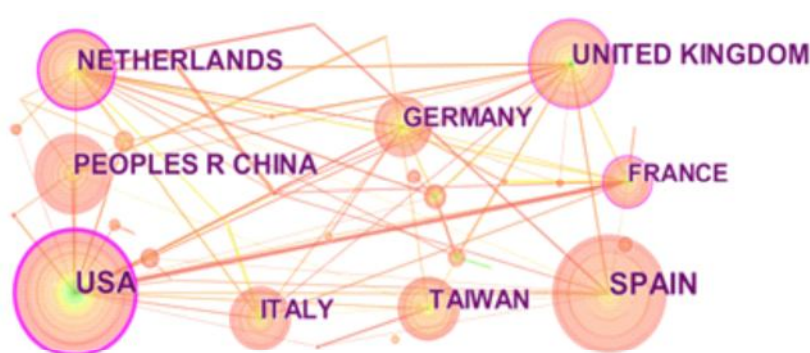 NETHERLANDS
UNITED KINGDOM
GERMANY
PEOPLES R CHINA
FRANCE
USA
ITALY
TAIWAN
SPAIN